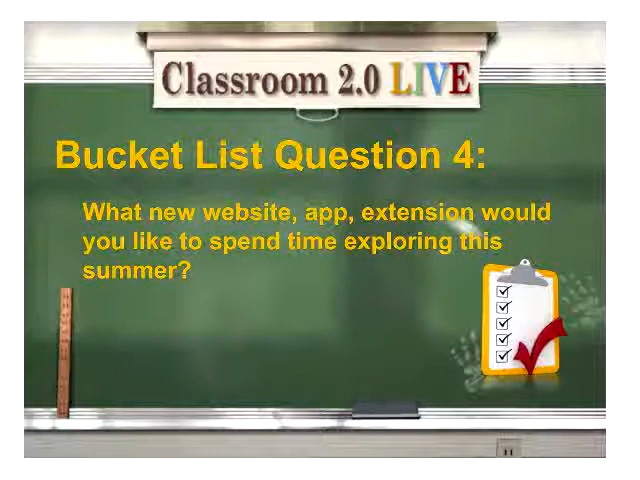 Classroom 2.0 LIVE
Bucket List Question 4:
What new website, app, extension would
you like to spend time exploring this
summer?